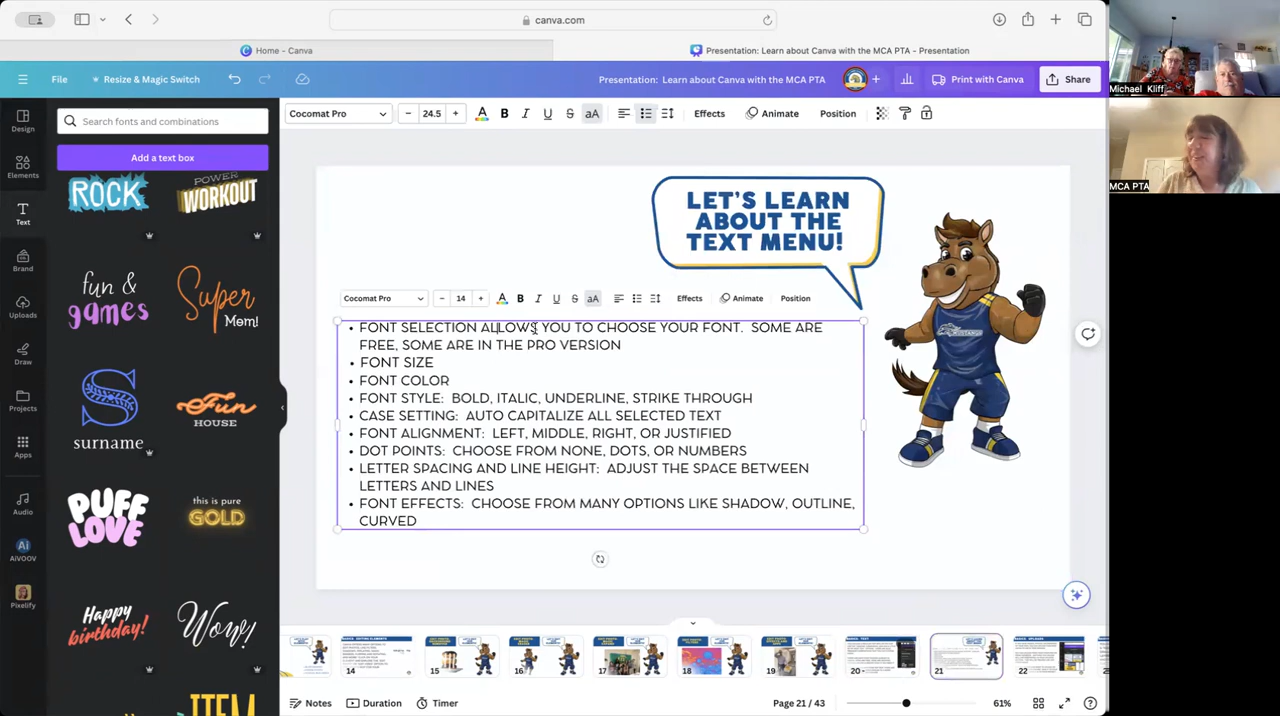 canva.com
Home - Canva
Presentation: Learn about Canva with the MCA PTA - Presentation
File
Resize & Magic Switch
Presentation: Learn about Canva with the MCA PTA
Print with Canva
Share
Design
Elements
Text
Brand
Uploads
Draw
Projects
Apps
Audio
AiVOOV
Pixelify
Search fonts and combinations
Add a text box
ROCK
POWER
WORKOUT
fun &
games
Super
Mom!
S
surname
Fun
HOUSE
PUFF
LOVE
this is pure
GOLD
Happy
birthday!
Wow!
ITEM
Cocomat Pro
24.5
B
I
U
S
aA
Effects
Animate
Position
LET'S LEARN
ABOUT THE
TEXT MENU!
MUSTANGS
Cocomat Pro
14
B
I
U
S
aA
Effects
Animate
Position
• FONT SELECTION ALLOWS YOU TO CHOOSE YOUR FONT. SOME ARE
FREE, SOME ARE IN THE PRO VERSION
• FONT SIZE
• FONT COLOR
• FONT STYLE: BOLD, ITALIC, UNDERLINE, STRIKE THROUGH
• CASE SETTING: AUTO CAPITALIZE ALL SELECTED TEXT
• FONT ALIGNMENT: LEFT, MIDDLE, RIGHT, OR JUSTIFIED
• DOT POINTS: CHOOSE FROM NONE, DOTS, OR NUMBERS
• LETTER SPACING AND LINE HEIGHT: ADJUST THE SPACE BETWEEN
LETTERS AND LINES
• FONT EFFECTS: CHOOSE FROM MANY OPTIONS LIKE SHADOW, OUTLINE,
CURVED
16
17
18
19
20
21
22
Notes
Duration
Timer
Page 21 / 43
61%
Michael Kliff
MCA PTA